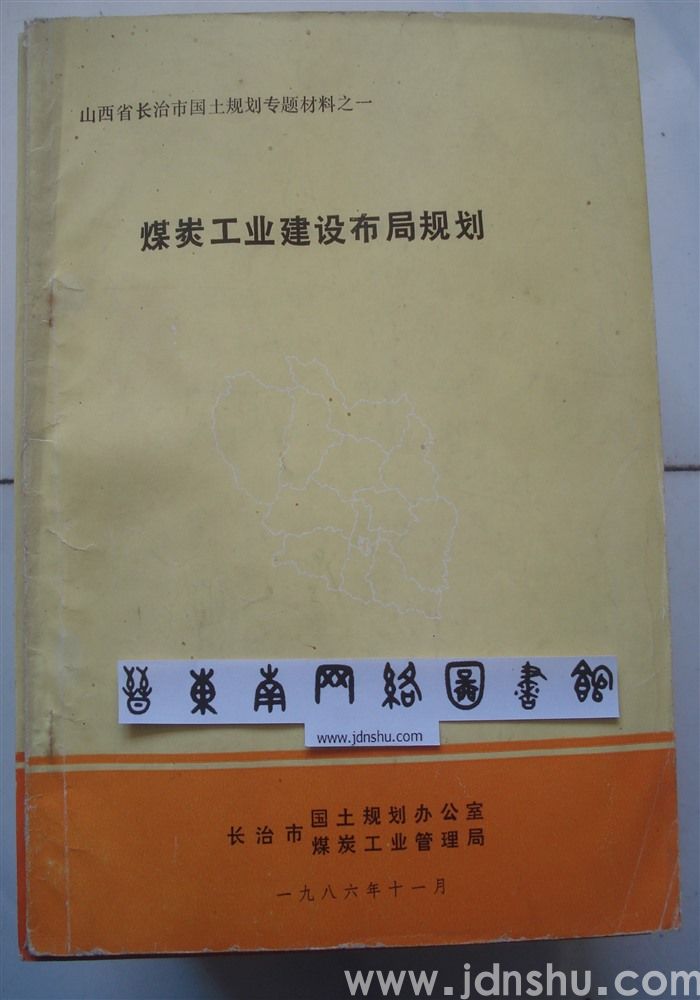 山西省长治市国土规划专题材料之一
煤炭工业建设布局规划
晋東南网络圖書館
www.jdnshu.com
长治市
国土规划办公室
煤炭工业管理局
一九八六年十一月
www.jdnshu.com